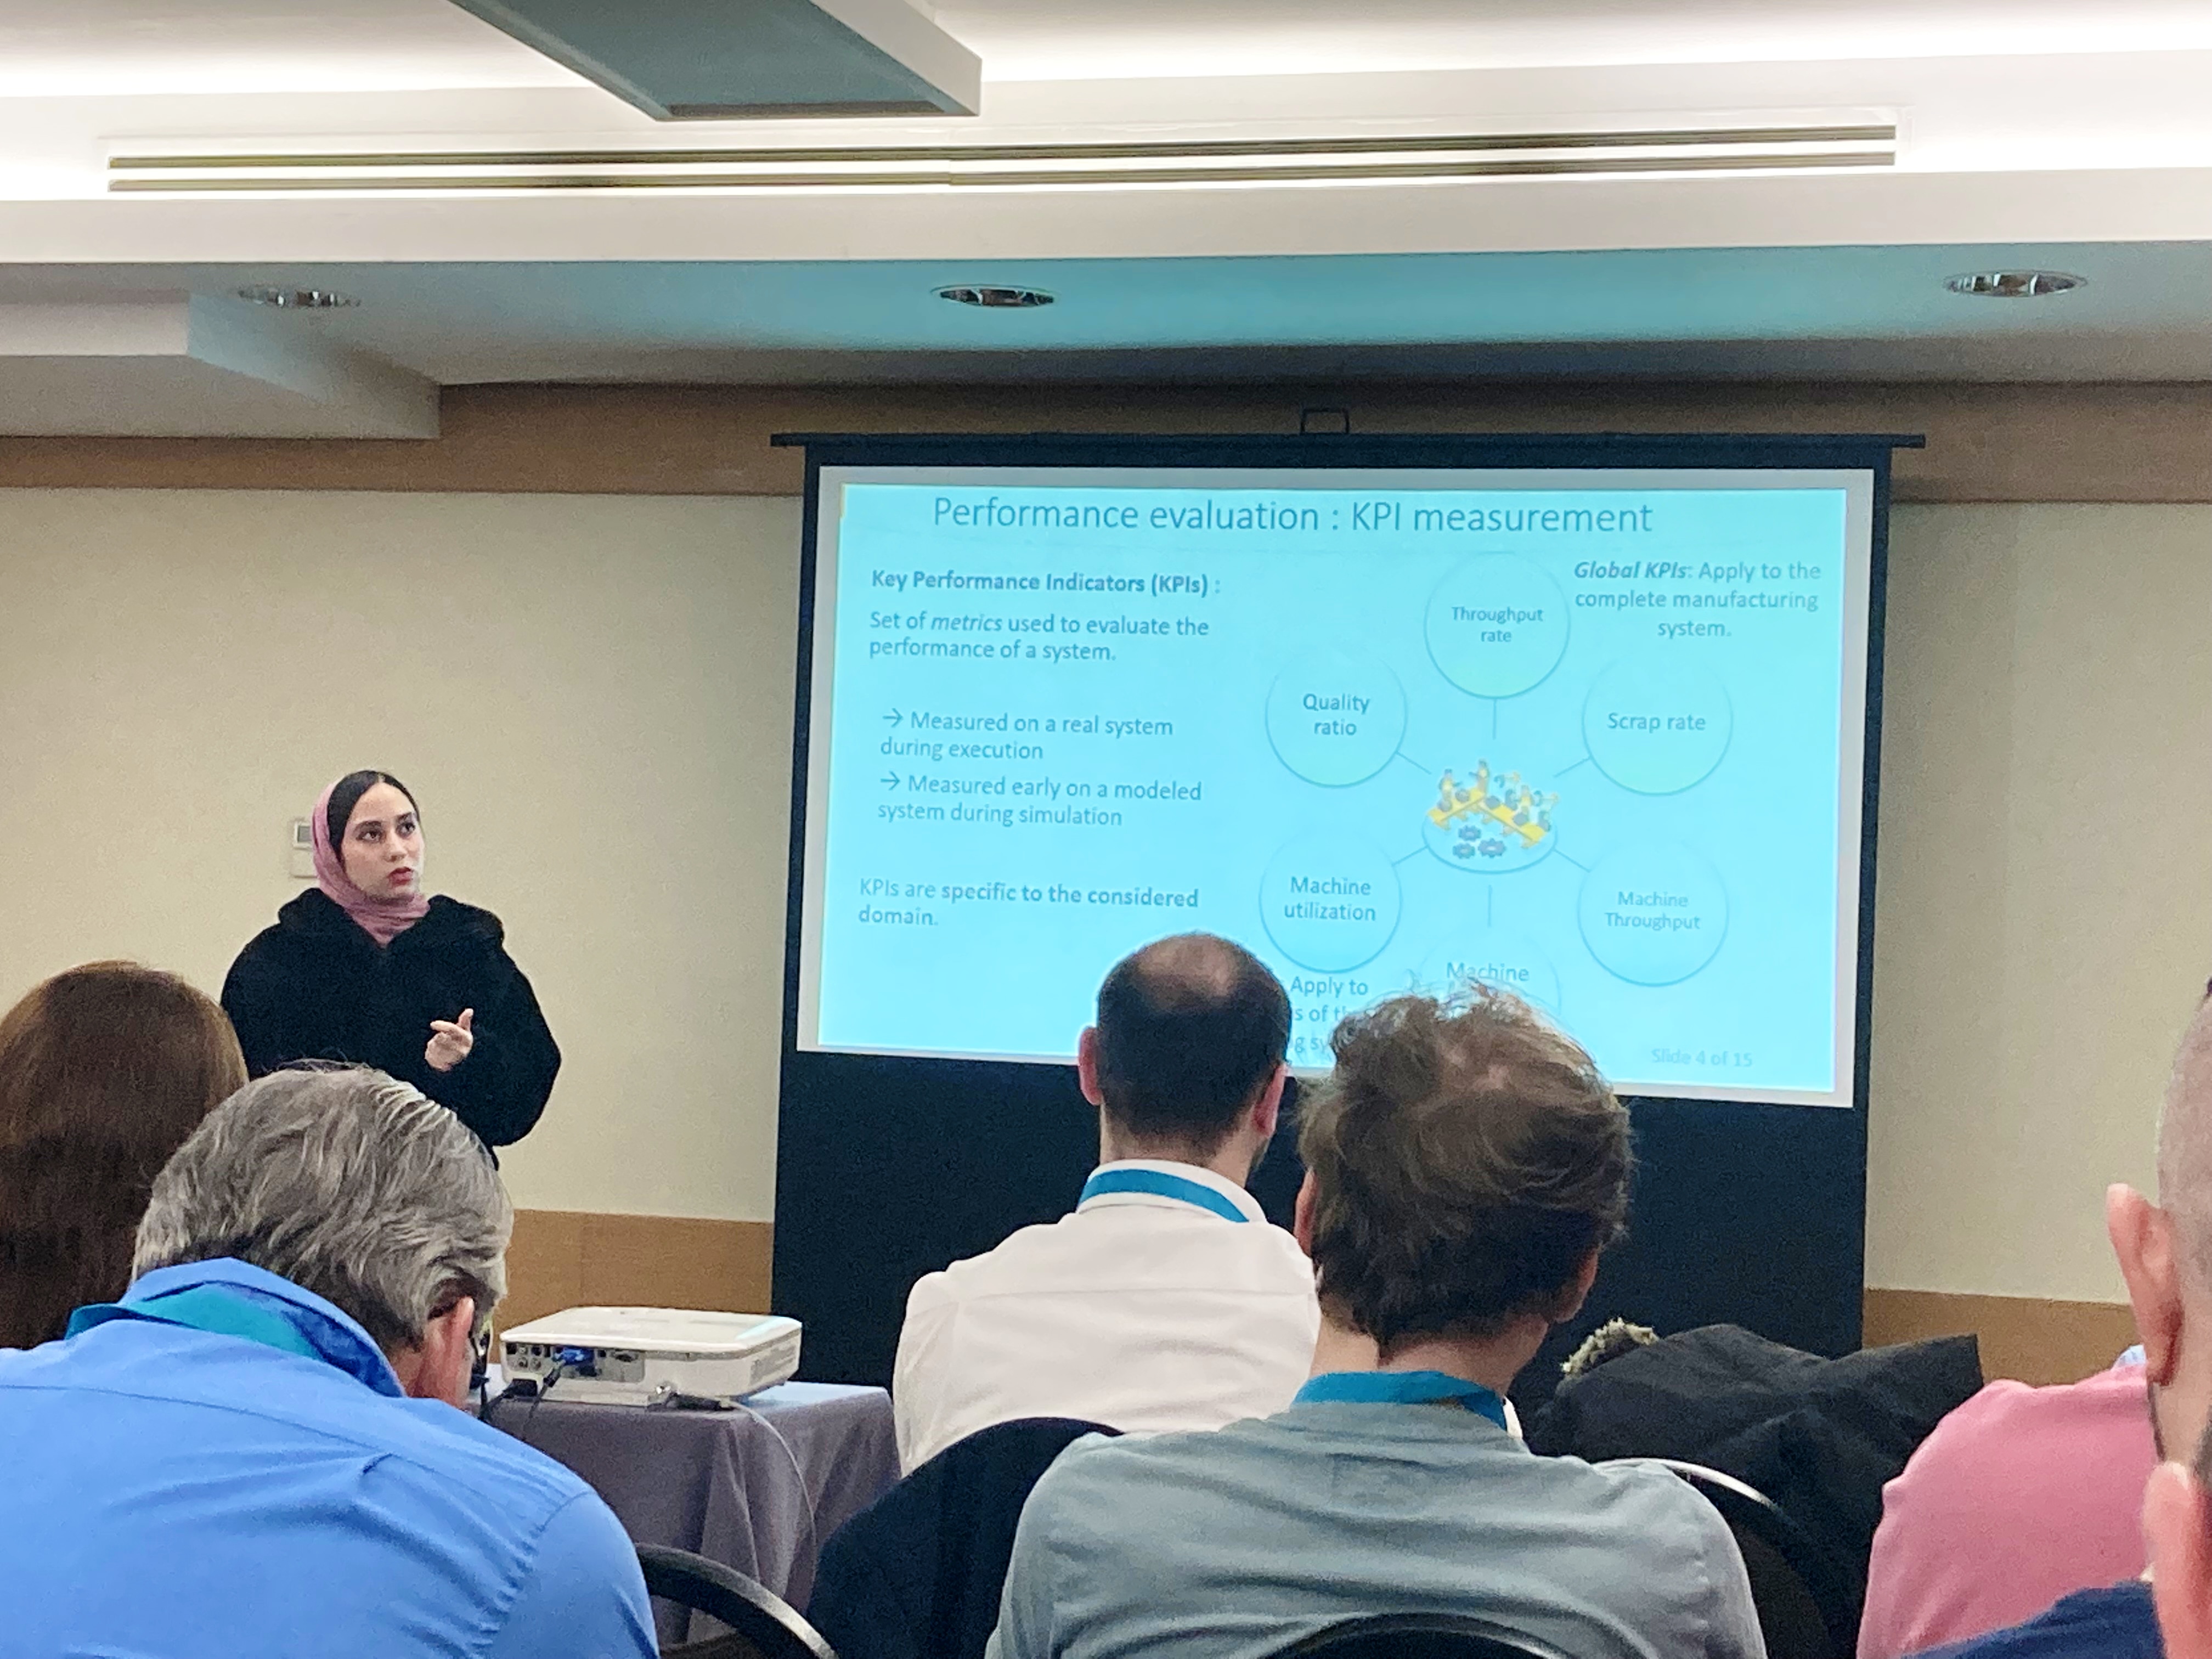 Performance evaluation : KPI measurement
Key Performance Indicators (KPIs) :
Set of metrics used to evaluate the
performance of a system.
→ Measured on a real system
during execution
→ Measured early on a modeled
system during simulation
KPIs are specific to the considered
domain.
Global KPIs: Apply to the
complete manufacturing
system.
Throughput
rate
Quality
ratio
Scrap rate
Machine
utilization
Machine
Throughput
Machine
Apply to
of
Slide 4 of 15